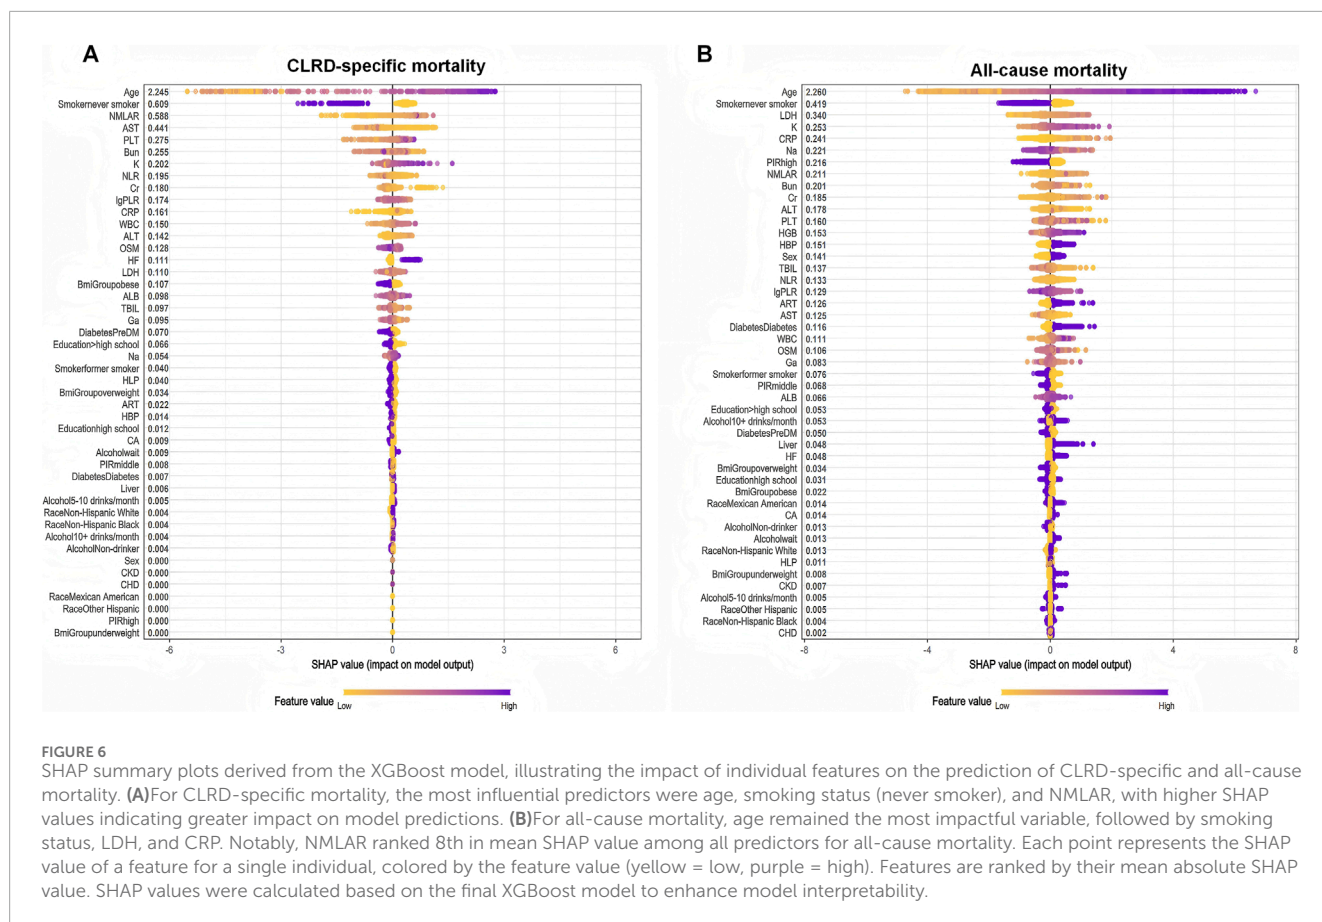 A
CLRD-specific mortality
Age 2.245
Smokernever smoker 0.609
NMLAR 0.588
AST 0.441
PLT 0.275
Bun 0.255
K 0.202
NLR 0.195
Cr 0.180
lgPLR 0.174
CRP 0.161
WBC 0.150
ALT 0.142
OSM 0.128
HF 0.111
LDH 0.110
BmiGroupobese 0.107
ALB 0.098
TBIL 0.097
Ga 0.095
DiabetesPreDM 0.070
Education>high school 0.066
Na 0.054
Smokerformer smoker 0.040
HLP 0.040
BmiGroupoverweight 0.034
ART 0.022
HBP 0.014
Educationhigh school 0.012
CA 0.009
Alcoholwait 0.009
PIRmiddle 0.008
DiabetesDiabetes 0.007
Liver 0.006
Alcohol5-10 drinks/month 0.005
RaceNon-Hispanic White 0.004
RaceNon-Hispanic Black 0.004
Alcohol10+ drinks/month 0.004
AlcoholNon-drinker 0.004
Sex 0.000
CKD 0.000
CHD 0.000
RaceMexican American 0.000
RaceOther Hispanic 0.000
PIRhigh 0.000
BmiGroupunderweight 0.000
-6 -3 0 3 6
SHAP value (impact on model output)
Feature value Low High
B
All-cause mortality
Age 2.260
Smokernever smoker 0.419
LDH 0.340
K 0.253
CRP 0.241
Na 0.221
PIRhigh 0.216
NMLAR 0.211
Bun 0.201
Cr 0.185
ALT 0.178
PLT 0.160
HGB 0.153
HBP 0.151
Sex 0.141
TBIL 0.137
NLR 0.133
lgPLR 0.129
ART 0.126
AST 0.125
DiabetesDiabetes 0.116
WBC 0.111
OSM 0.106
Ga 0.083
Smokerformer smoker 0.076
PIRmiddle 0.068
ALB 0.066
Education>high school 0.053
Alcohol10+ drinks/month 0.053
DiabetesPreDM 0.050
Liver 0.048
HF 0.048
BmiGroupoverweight 0.034
Educationhigh school 0.031
BmiGroupobese 0.022
RaceMexican American 0.014
CA 0.014
AlcoholNon-drinker 0.013
Alcoholwait 0.013
RaceNon-Hispanic White 0.013
HLP 0.011
BmiGroupunderweight 0.008
CKD 0.007
Alcohol5-10 drinks/month 0.005
RaceOther Hispanic 0.005
RaceNon-Hispanic Black 0.004
CHD 0.002
-8 -4 0 4 8
SHAP value (impact on model output)
Feature value Low High
FIGURE 6
SHAP summary plots derived from the XGBoost model, illustrating the impact of individual features on the prediction of CLRD-specific and all-cause
mortality. (A)For CLRD-specific mortality, the most influential predictors were age, smoking status (never smoker), and NMLAR, with higher SHAP
values indicating greater impact on model predictions. (B)For all-cause mortality, age remained the most impactful variable, followed by smoking
status, LDH, and CRP. Notably, NMLAR ranked 8th in mean SHAP value among all predictors for all-cause mortality. Each point represents the SHAP
value of a feature for a single individual, colored by the feature value (yellow = low, purple = high). Features are ranked by their mean absolute SHAP
value. SHAP values were calculated based on the final XGBoost model to enhance model interpretability.